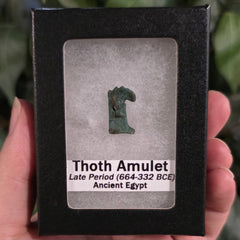 Thoth Amulet
Late Period (664-332 BCE)
Ancient Egypt